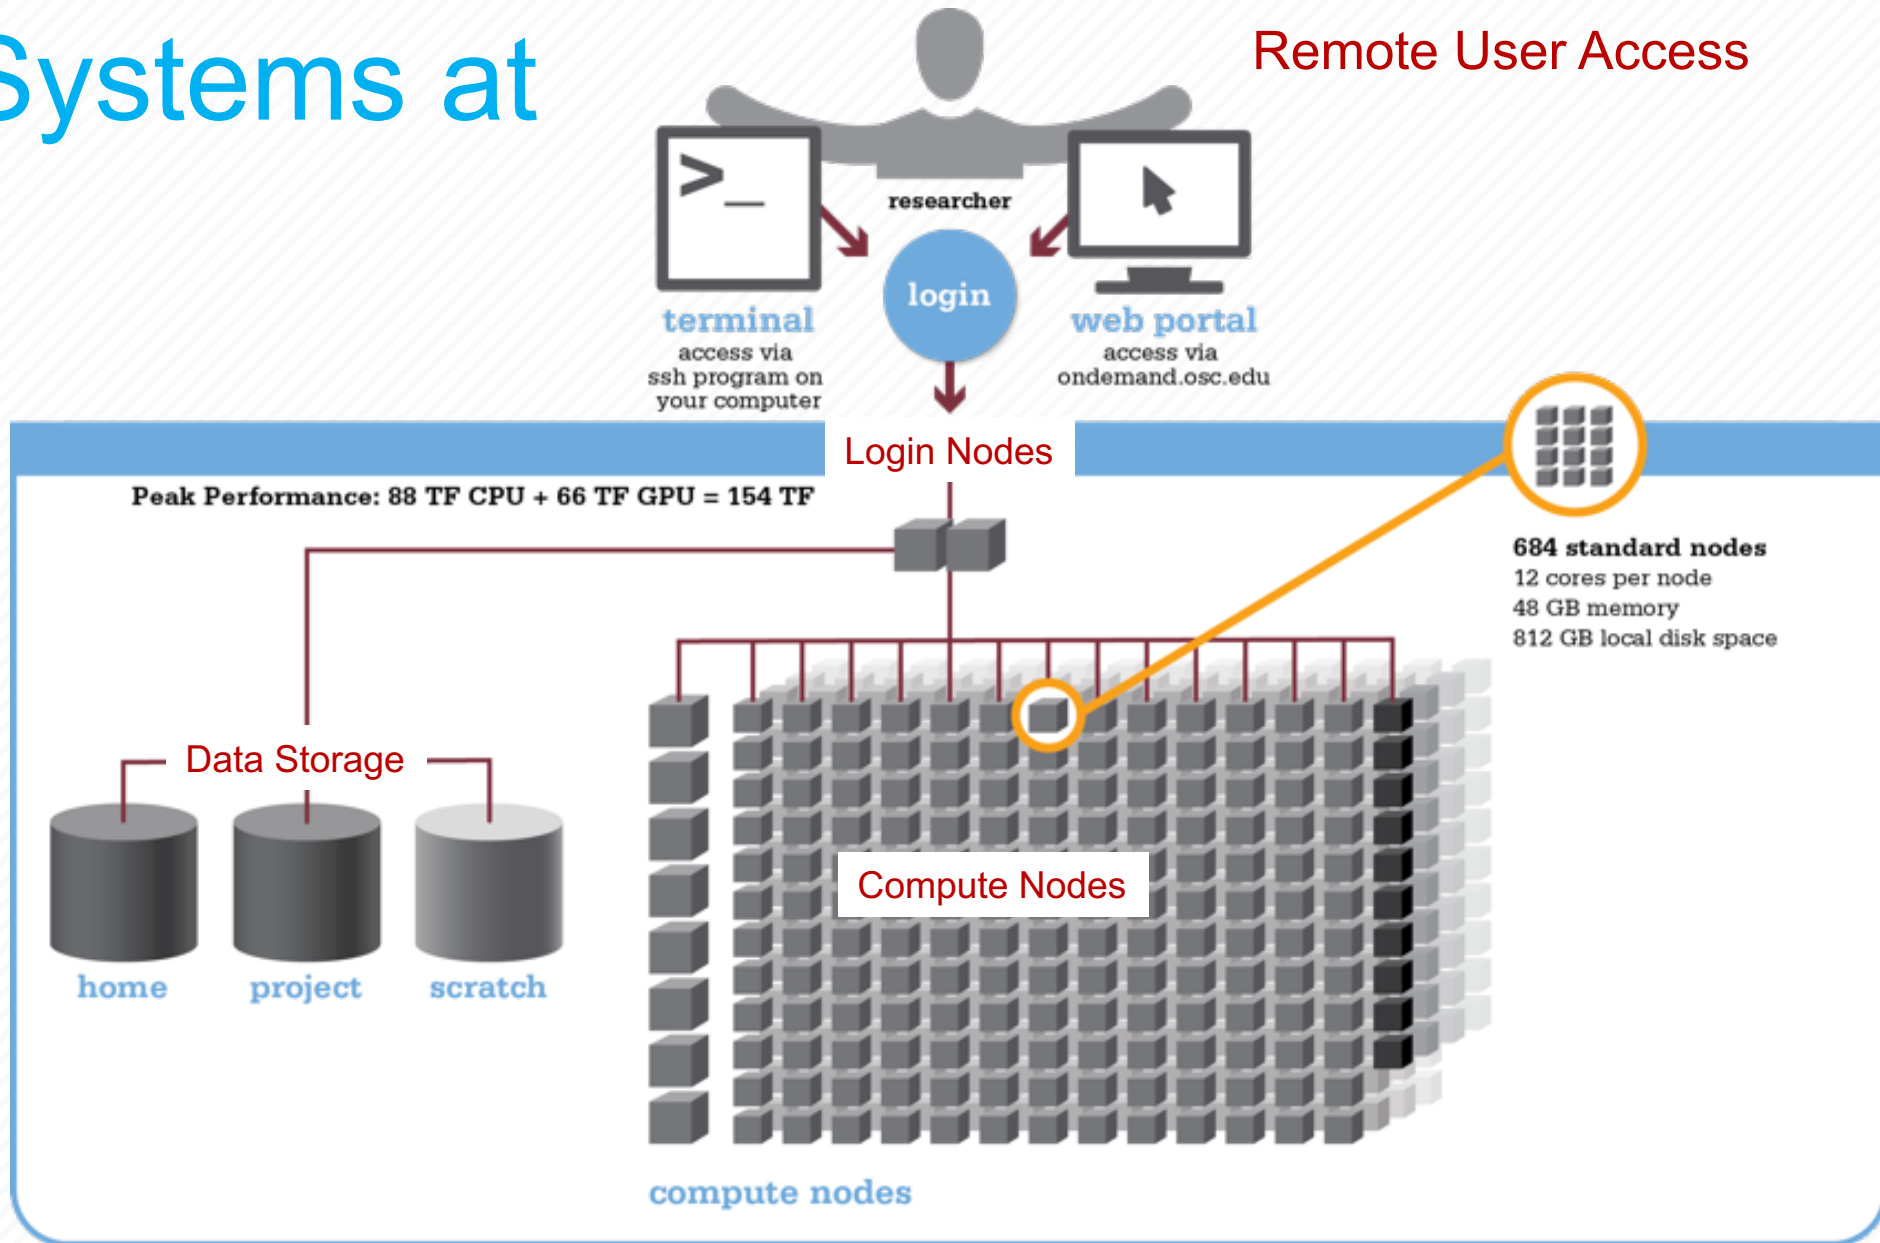 Systems at
Remote User Access
>_
researcher
login
terminal
access via
ssh program on
your computer
web portal
access via
ondemand.osc.edu
Login Nodes
Peak Performance: 88 TF CPU + 66 TF GPU = 154 TF
684 standard nodes
12 cores per node
48 GB memory
812 GB local disk space
Data Storage
home
project
scratch
Compute Nodes
compute nodes